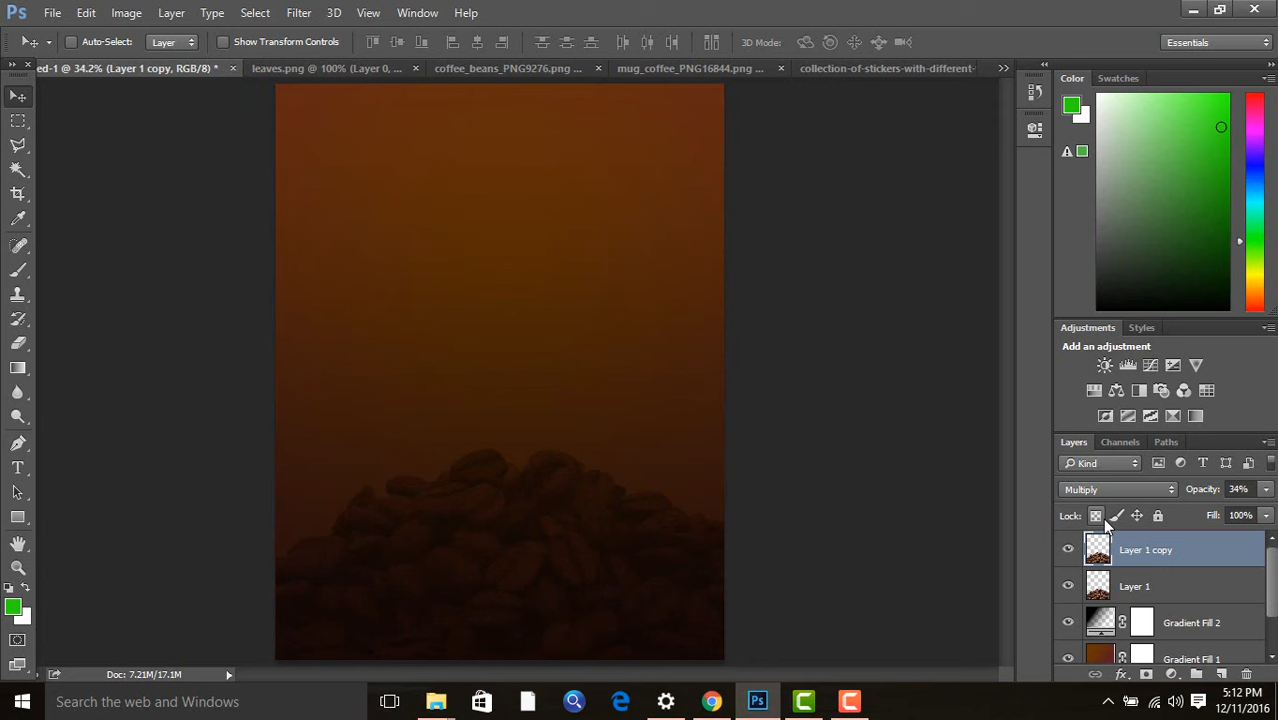 Ps File Edit Image Layer Type Select Filter 3D View Window Help
Auto-Select: Layer Show Transform Controls 3D Mode: Essentials
ed-1 @ 34.2% (Layer 1 copy, RGB/8) * × leaves.png @ 100% (Layer 0, ... × coffee_beans_PNG9276.png ... × mug_coffee_PNG16844.png ... × collection-of-stickers-with-different-
Color Swatches
Adjustments Styles
Add an adjustment
Layers Channels Paths
Kind
Multiply Opacity: 34%
Lock: Fill: 100%
Layer 1 copy
Layer 1
Gradient Fill 2
Gradient Fill 1
Doc: 7.21M/17.1M
Search the web and Windows
5:12 PM
12/11/2016